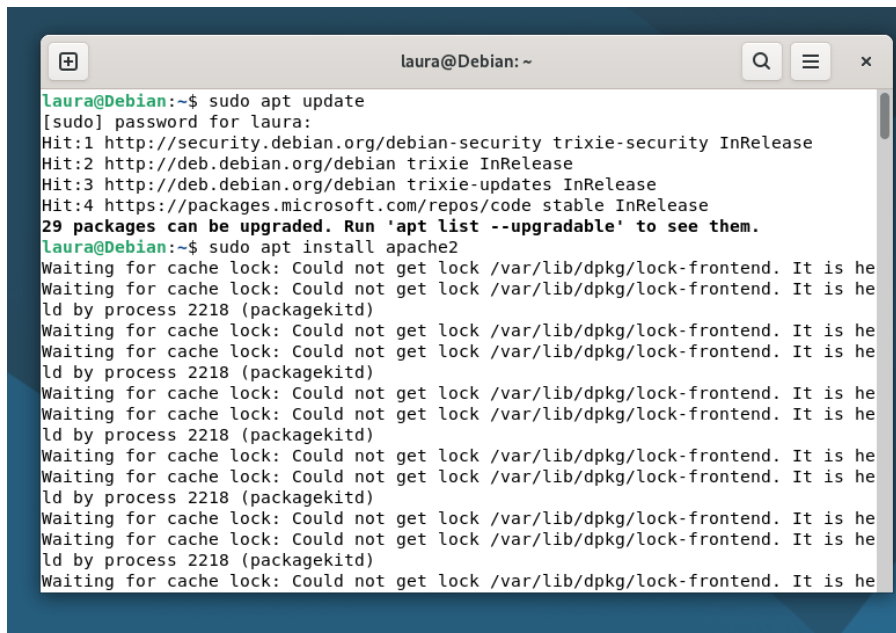 laura@Debian: ~
laura@Debian:~$ sudo apt update
[sudo] password for laura:
Hit:1 http://security.debian.org/debian-security trixie-security InRelease
Hit:2 http://deb.debian.org/debian trixie InRelease
Hit:3 http://deb.debian.org/debian trixie-updates InRelease
Hit:4 https://packages.microsoft.com/repos/code stable InRelease
29 packages can be upgraded. Run 'apt list --upgradable' to see them.
laura@Debian:~$ sudo apt install apache2
Waiting for cache lock: Could not get lock /var/lib/dpkg/lock-frontend. It is he
Waiting for cache lock: Could not get lock /var/lib/dpkg/lock-frontend. It is he
ld by process 2218 (packagekitd)
Waiting for cache lock: Could not get lock /var/lib/dpkg/lock-frontend. It is he
Waiting for cache lock: Could not get lock /var/lib/dpkg/lock-frontend. It is he
ld by process 2218 (packagekitd)
Waiting for cache lock: Could not get lock /var/lib/dpkg/lock-frontend. It is he
Waiting for cache lock: Could not get lock /var/lib/dpkg/lock-frontend. It is he
ld by process 2218 (packagekitd)
Waiting for cache lock: Could not get lock /var/lib/dpkg/lock-frontend. It is he
Waiting for cache lock: Could not get lock /var/lib/dpkg/lock-frontend. It is he
ld by process 2218 (packagekitd)
Waiting for cache lock: Could not get lock /var/lib/dpkg/lock-frontend. It is he
Waiting for cache lock: Could not get lock /var/lib/dpkg/lock-frontend. It is he
ld by process 2218 (packagekitd)
Waiting for cache lock: Could not get lock /var/lib/dpkg/lock-frontend. It is he